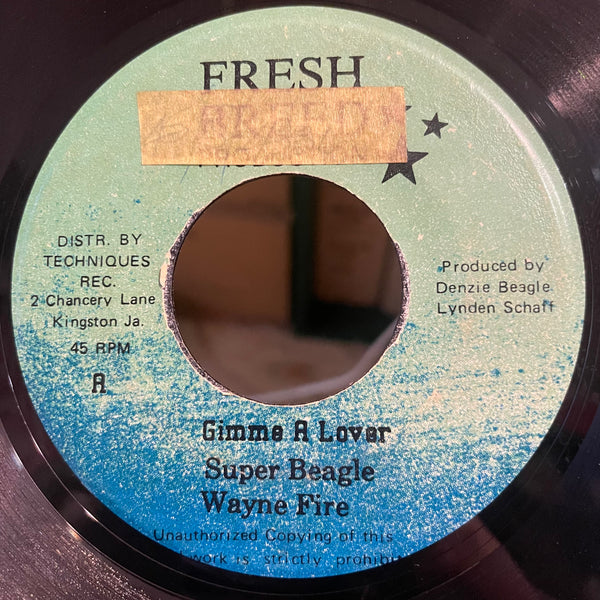 FRESH
BREED
DISTR. BY
TECHNIQUES
REC.
2 Chancery Lane
Kingston Ja.
45 RPM
A
Produced by
Denzie Beagle
Lynden Schaff
Gimme A Lover
Super Beagle
Wayne Fire
Unauthorized Copying of this
work is strictly